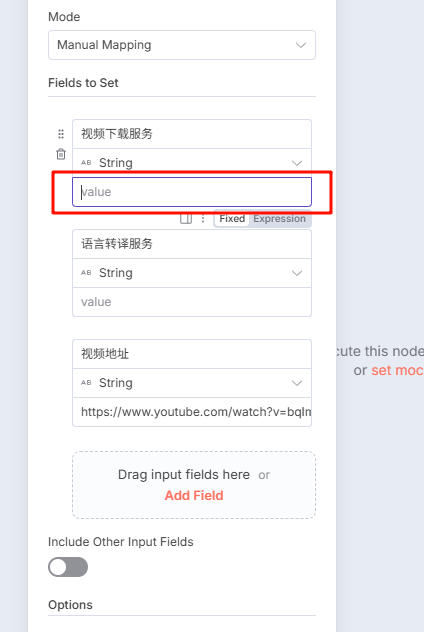 Mode
Manual Mapping
Fields to Set
视频下载服务
AB String
value
Fixed Expression
语言转译服务
AB String
value
视频地址
AB String
https://www.youtube.com/watch?v=bqIm
Drag input fields here or
Add Field
Include Other Input Fields
Options
cute this node
or set moc